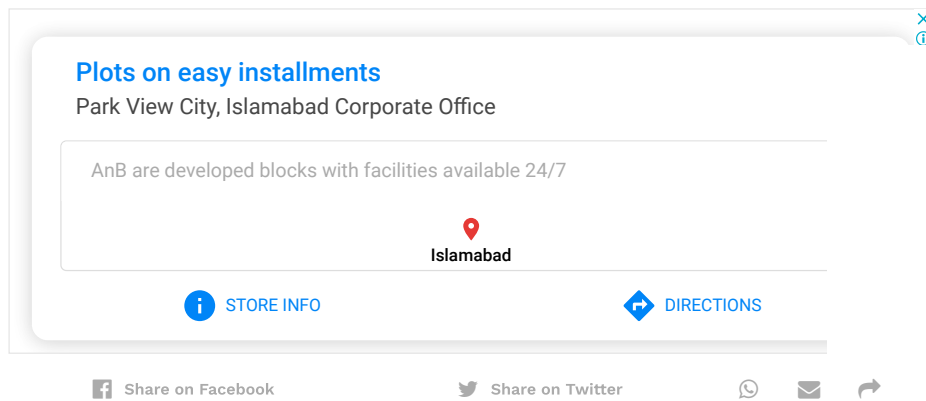 Plots on easy installments
Park View City, Islamabad Corporate Office
AnB are developed blocks with facilities available 24/7
Islamabad
STORE INFO
DIRECTIONS
Share on Facebook
Share on Twitter